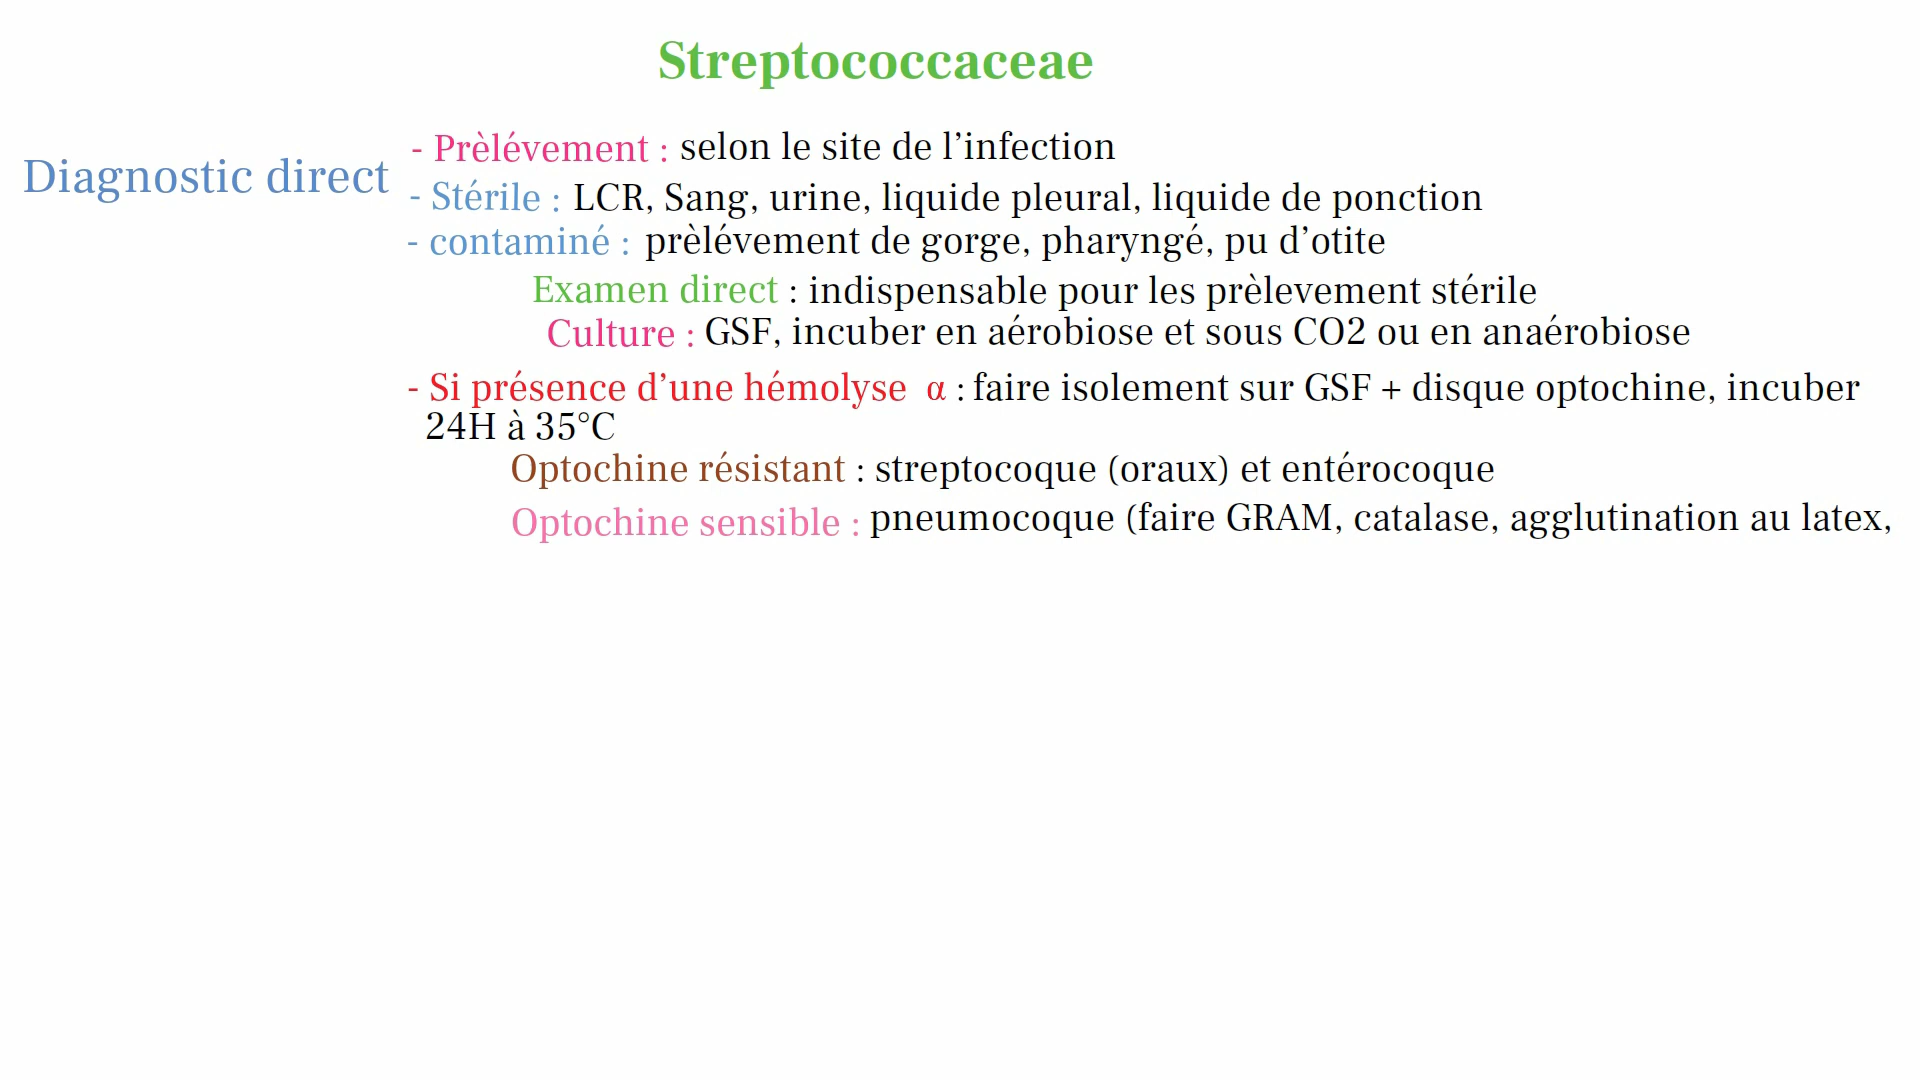 Streptococcaceae
Diagnostic direct
- Prèlévement : selon le site de l’infection
- Stérile : LCR, Sang, urine, liquide pleural, liquide de ponction
- contaminé : prèlévement de gorge, pharyngé, pu d’otite
Examen direct : indispensable pour les prèlevement stérile
Culture : GSF, incuber en aérobiose et sous CO2 ou en anaérobiose
- Si présence d’une hémolyse α : faire isolement sur GSF + disque optochine, incuber
24H à 35°C
Optochine résistant : streptocoque (oraux) et entérocoque
Optochine sensible : pneumocoque (faire GRAM, catalase, agglutination au latex,